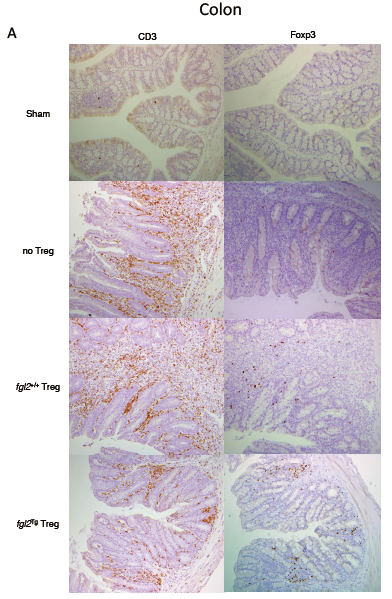 Colon
A
CD3 Foxp3
Sham
no Treg
fgl2+/+ Treg
fgl2Tg Treg